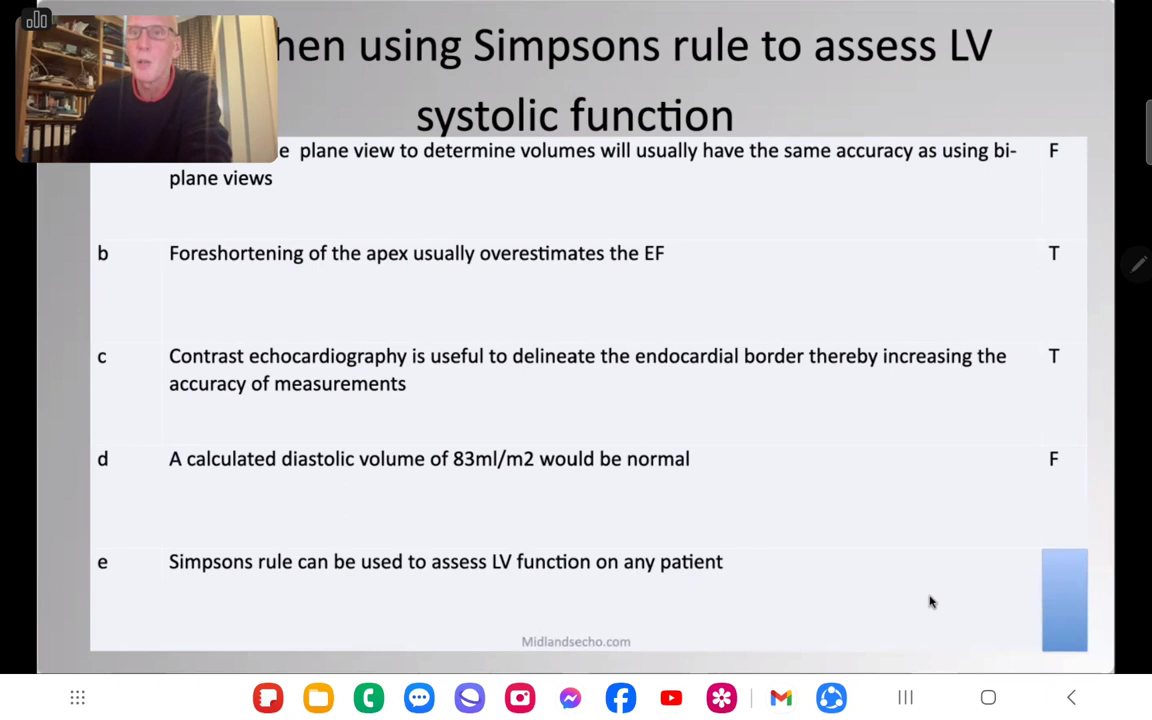 hen using Simpsons rule to assess LV
systolic function
e plane view to determine volumes will usually have the same accuracy as using bi-
plane views
F
b
Foreshortening of the apex usually overestimates the EF
T
c
Contrast echocardiography is useful to delineate the endocardial border thereby increasing the
accuracy of measurements
T
d
A calculated diastolic volume of 83ml/m2 would be normal
F
e
Simpsons rule can be used to assess LV function on any patient
Midlandsecho.com